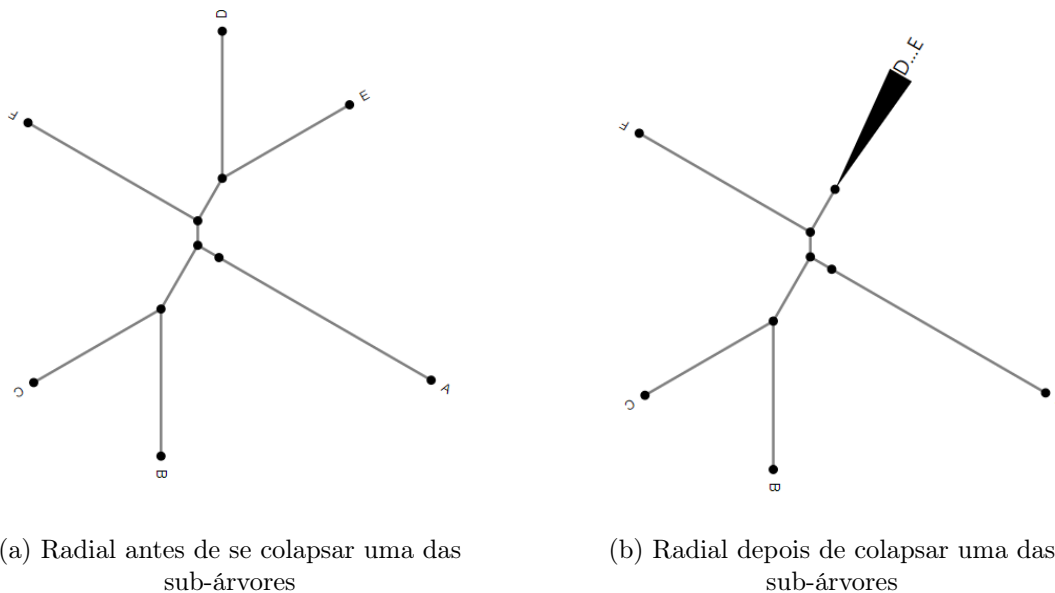 D
E
F
A
C
B
D...E
F
C
B
(a) Radial antes de se colapsar uma das
sub-árvores
(b) Radial depois de colapsar uma das
sub-árvores